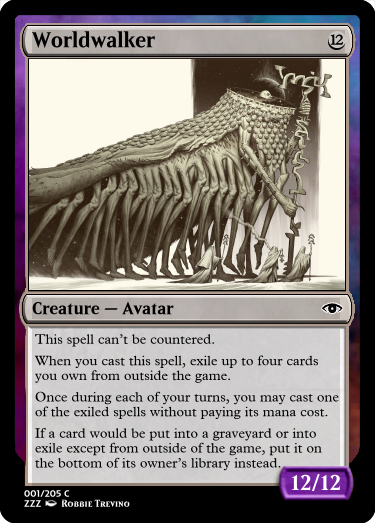 Worldwalker
12
Creature — Avatar
This spell can't be countered.
When you cast this spell, exile up to four cards
you own from outside the game.
Once during each of your turns, you may cast one
of the exiled spells without paying its mana cost.
If a card would be put into a graveyard or into
exile except from outside of the game, put it on
the bottom of its owner's library instead.
12/12
001/205 C
ZZZ Robbie Trevino